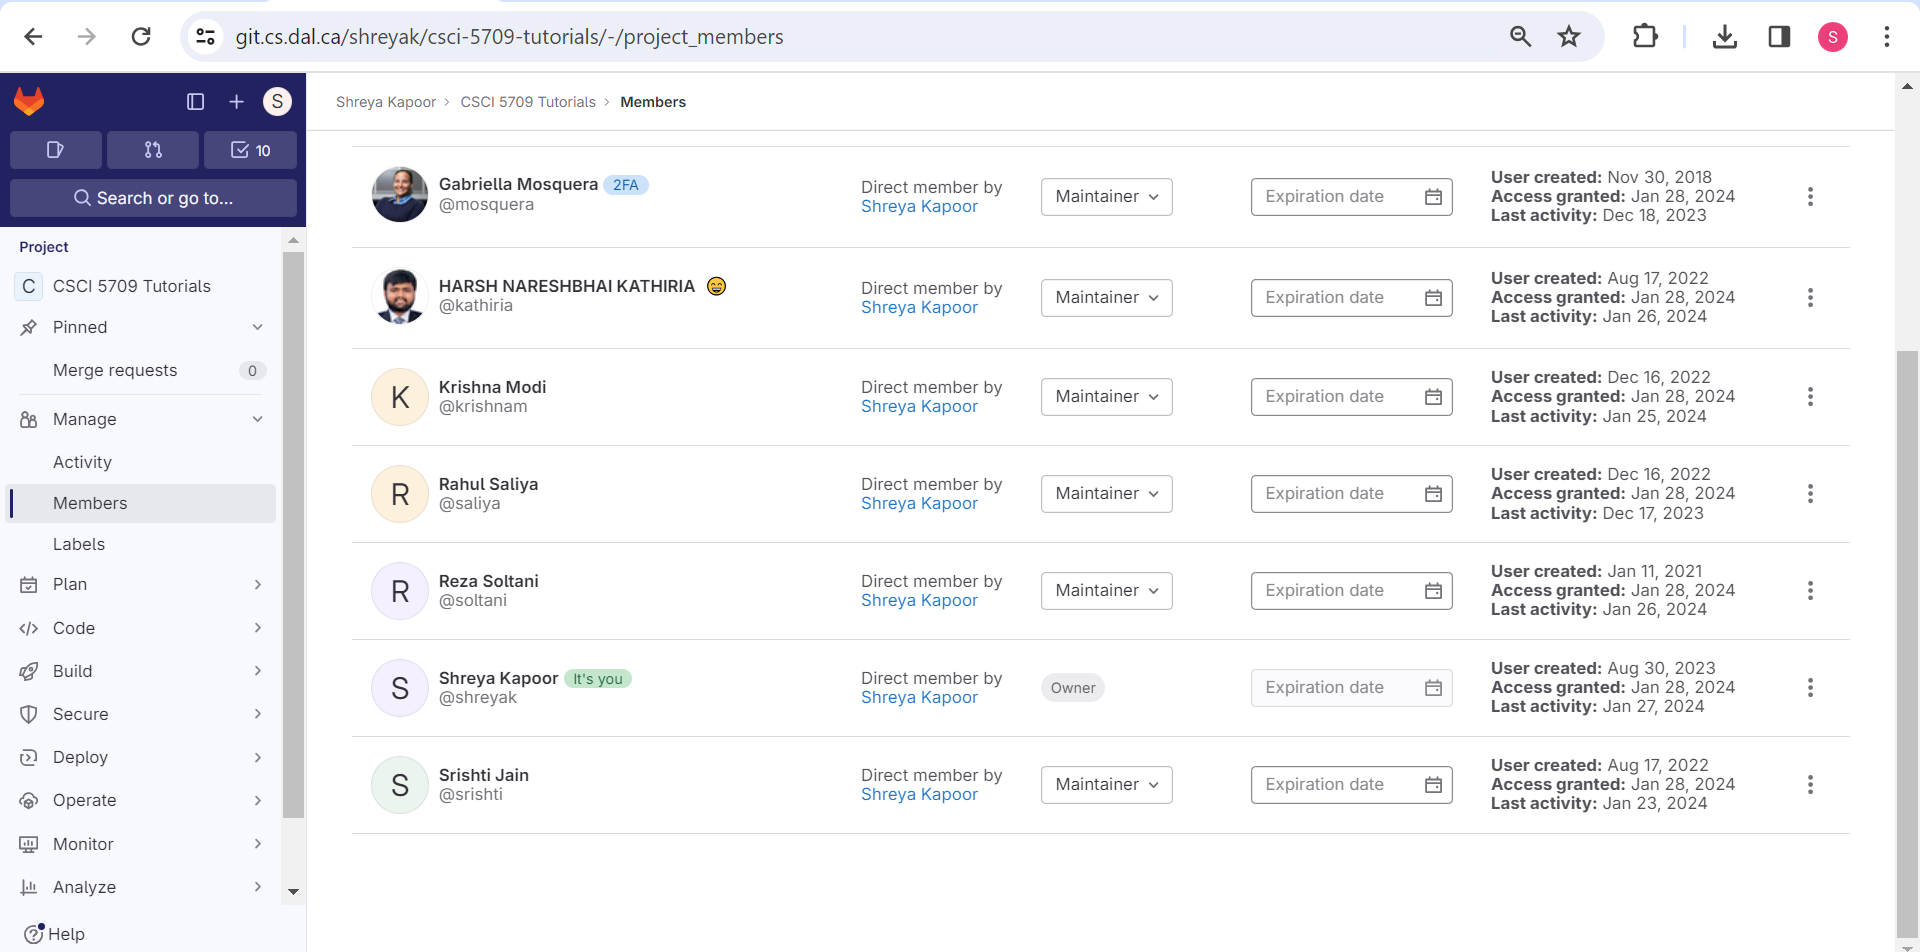 git.cs.dal.ca/shreyak/csci-5709-tutorials/-/project_members
S
S
10
Search or go to...
Project
C CSCI 5709 Tutorials
Pinned
Merge requests 0
Manage
Activity
Members
Labels
Plan
Code
Build
Secure
Deploy
Operate
Monitor
Analyze
Help
Shreya Kapoor › CSCI 5709 Tutorials › Members
Gabriella Mosquera 2FA
@mosquera
Direct member by
Shreya Kapoor
Maintainer
Expiration date
User created: Nov 30, 2018
Access granted: Jan 28, 2024
Last activity: Dec 18, 2023
HARSH NARESHBHAI KATHIRIA 😄
@kathiria
Direct member by
Shreya Kapoor
Maintainer
Expiration date
User created: Aug 17, 2022
Access granted: Jan 28, 2024
Last activity: Jan 26, 2024
K
Krishna Modi
@krishnam
Direct member by
Shreya Kapoor
Maintainer
Expiration date
User created: Dec 16, 2022
Access granted: Jan 28, 2024
Last activity: Jan 25, 2024
R
Rahul Saliya
@saliya
Direct member by
Shreya Kapoor
Maintainer
Expiration date
User created: Dec 16, 2022
Access granted: Jan 28, 2024
Last activity: Dec 17, 2023
R
Reza Soltani
@soltani
Direct member by
Shreya Kapoor
Maintainer
Expiration date
User created: Jan 11, 2021
Access granted: Jan 28, 2024
Last activity: Jan 26, 2024
S
Shreya Kapoor It's you
@shreyak
Direct member by
Shreya Kapoor
Owner
Expiration date
User created: Aug 30, 2023
Access granted: Jan 28, 2024
Last activity: Jan 27, 2024
S
Srishti Jain
@srishti
Direct member by
Shreya Kapoor
Maintainer
Expiration date
User created: Aug 17, 2022
Access granted: Jan 28, 2024
Last activity: Jan 23, 2024